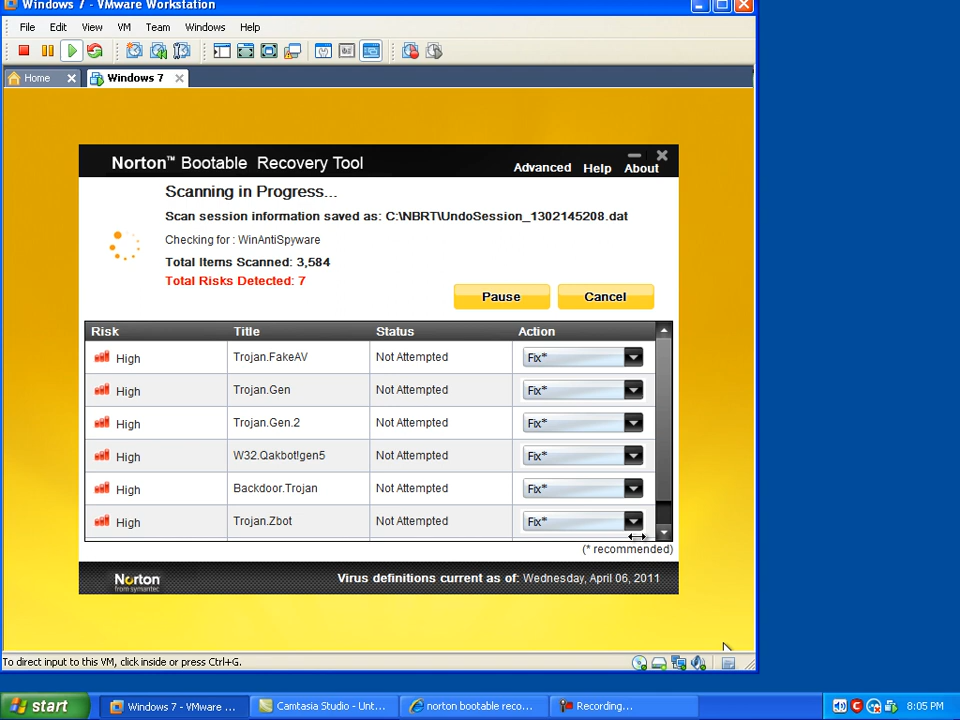 Windows 7 - VMware Workstation
File Edit View VM Team Windows Help
Home Windows 7
Norton™ Bootable Recovery Tool
Advanced Help About
Scanning in Progress...
Scan session information saved as: C:\NBRT\UndoSession_1302145208.dat
Checking for : WinAntiSpyware
Total Items Scanned: 3,584
Total Risks Detected: 7
Pause Cancel
Risk Title Status Action
High Trojan.FakeAV Not Attempted Fix*
High Trojan.Gen Not Attempted Fix*
High Trojan.Gen.2 Not Attempted Fix*
High W32.Qakbot!gen5 Not Attempted Fix*
High Backdoor.Trojan Not Attempted Fix*
High Trojan.Zbot Not Attempted Fix*
(* recommended)
Norton
from symantec
Virus definitions current as of: Wednesday, April 06, 2011
To direct input to this VM, click inside or press Ctrl+G.
start Windows 7 - VMware ... Camtasia Studio - Unt... norton bootable reco... Recording... 8:05 PM